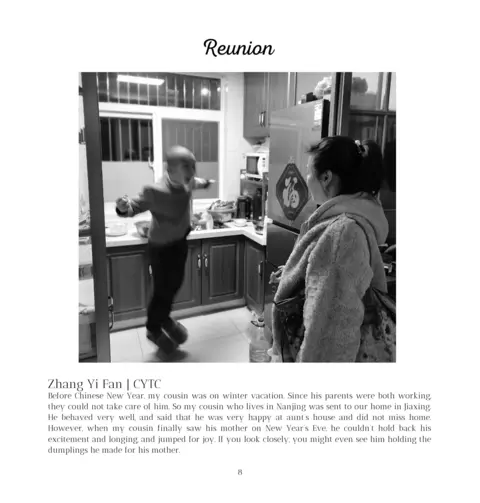 Reunion
福
Zhang Yi Fan | CYTC
Before Chinese New Year, my cousin was on winter vacation. Since his parents were both working,
they could not take care of him. So my cousin who lives in Nanjing was sent to our home in Jiaxing.
He behaved very well, and said that he was very happy at aunt's house and did not miss home.
However, when my cousin finally saw his mother on New Year's Eve, he couldn't hold back his
excitement and longing, and jumped for joy. If you look closely, you might even see him holding the
dumplings he made for his mother.
8